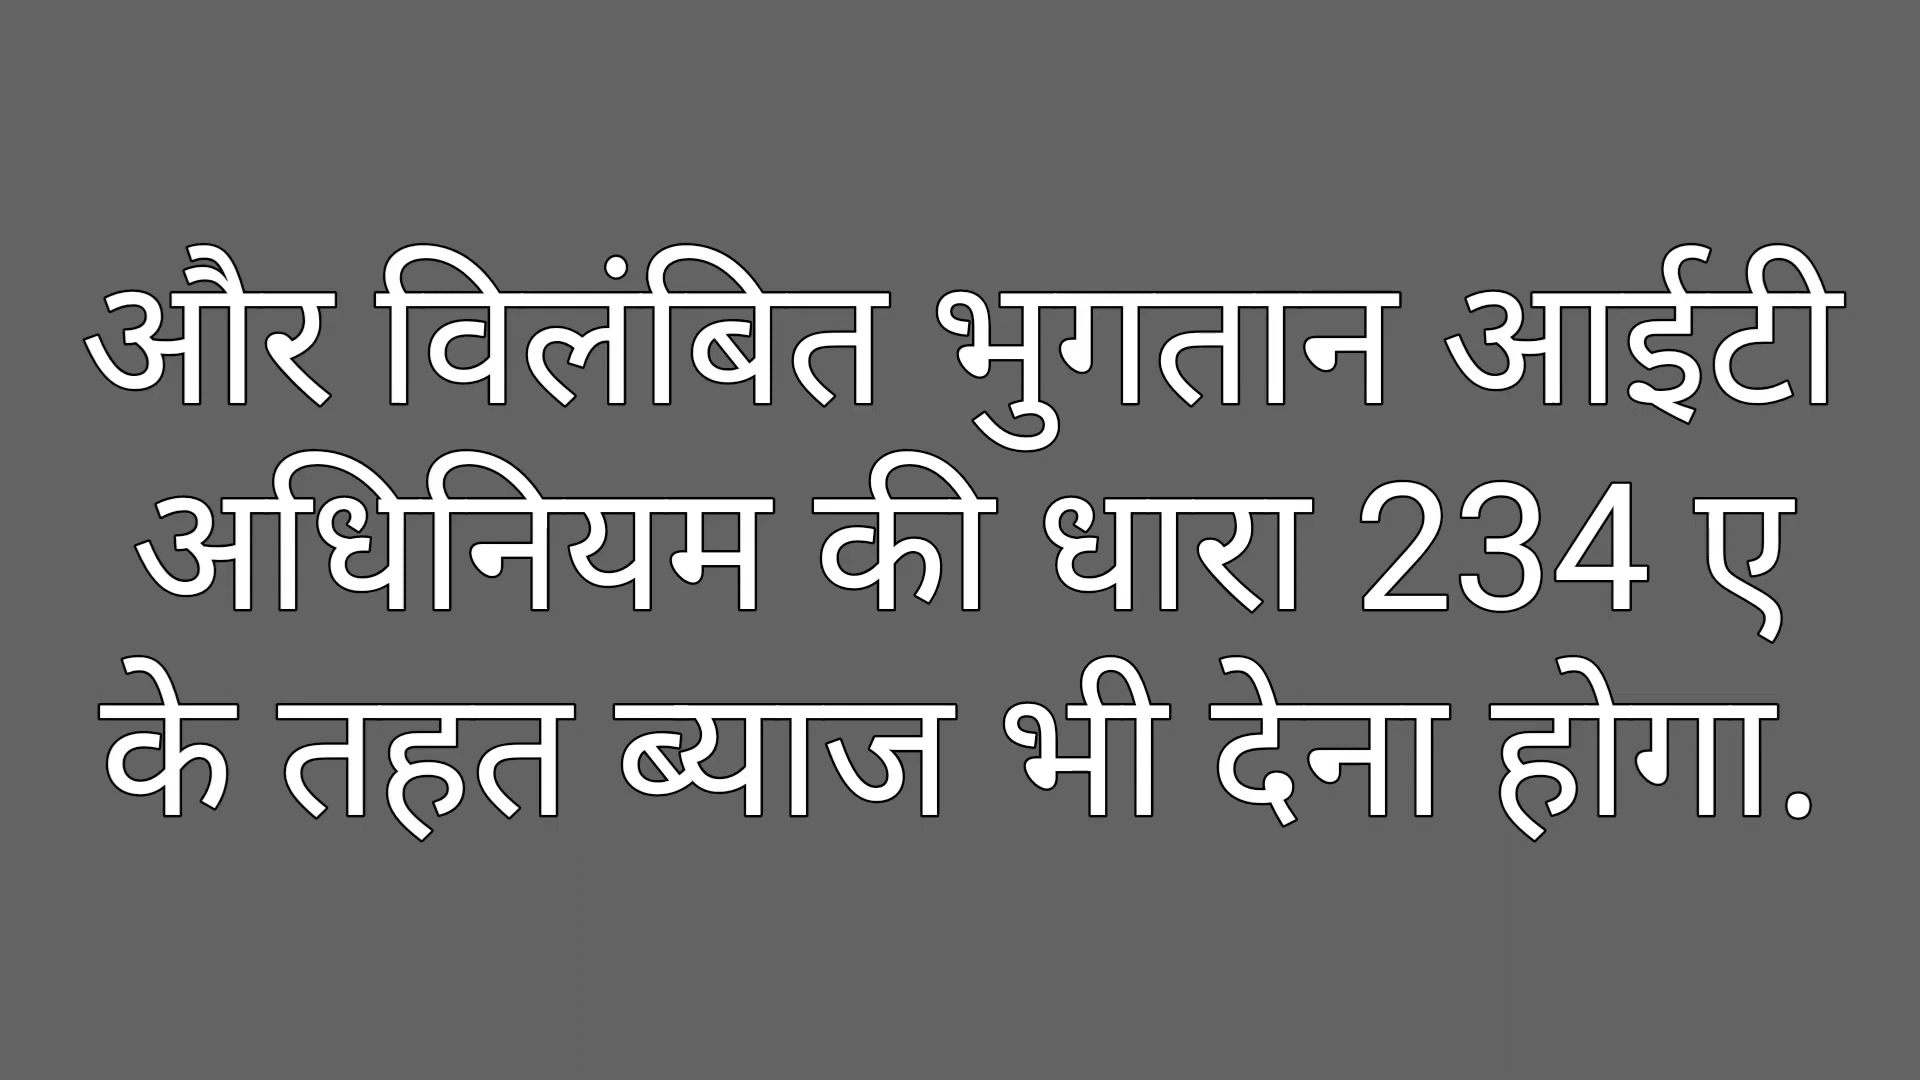 और विलंबित भुगतान आईटी
अधिनियम की धारा 234 ए
के तहत ब्याज भी देना होगा.